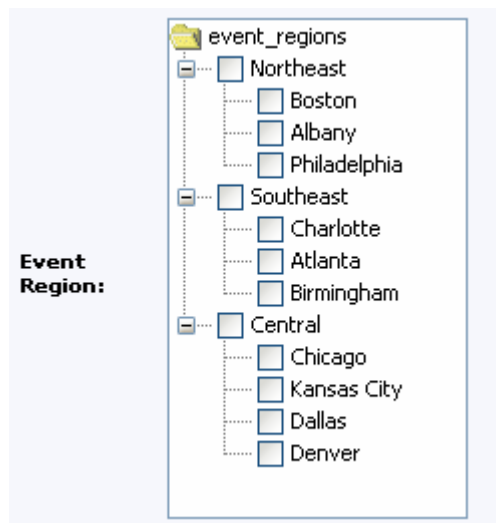 event_regions
Northeast
Boston
Albany
Philadelphia
Southeast
Charlotte
Atlanta
Birmingham
Central
Chicago
Kansas City
Dallas
Denver
Event
Region: